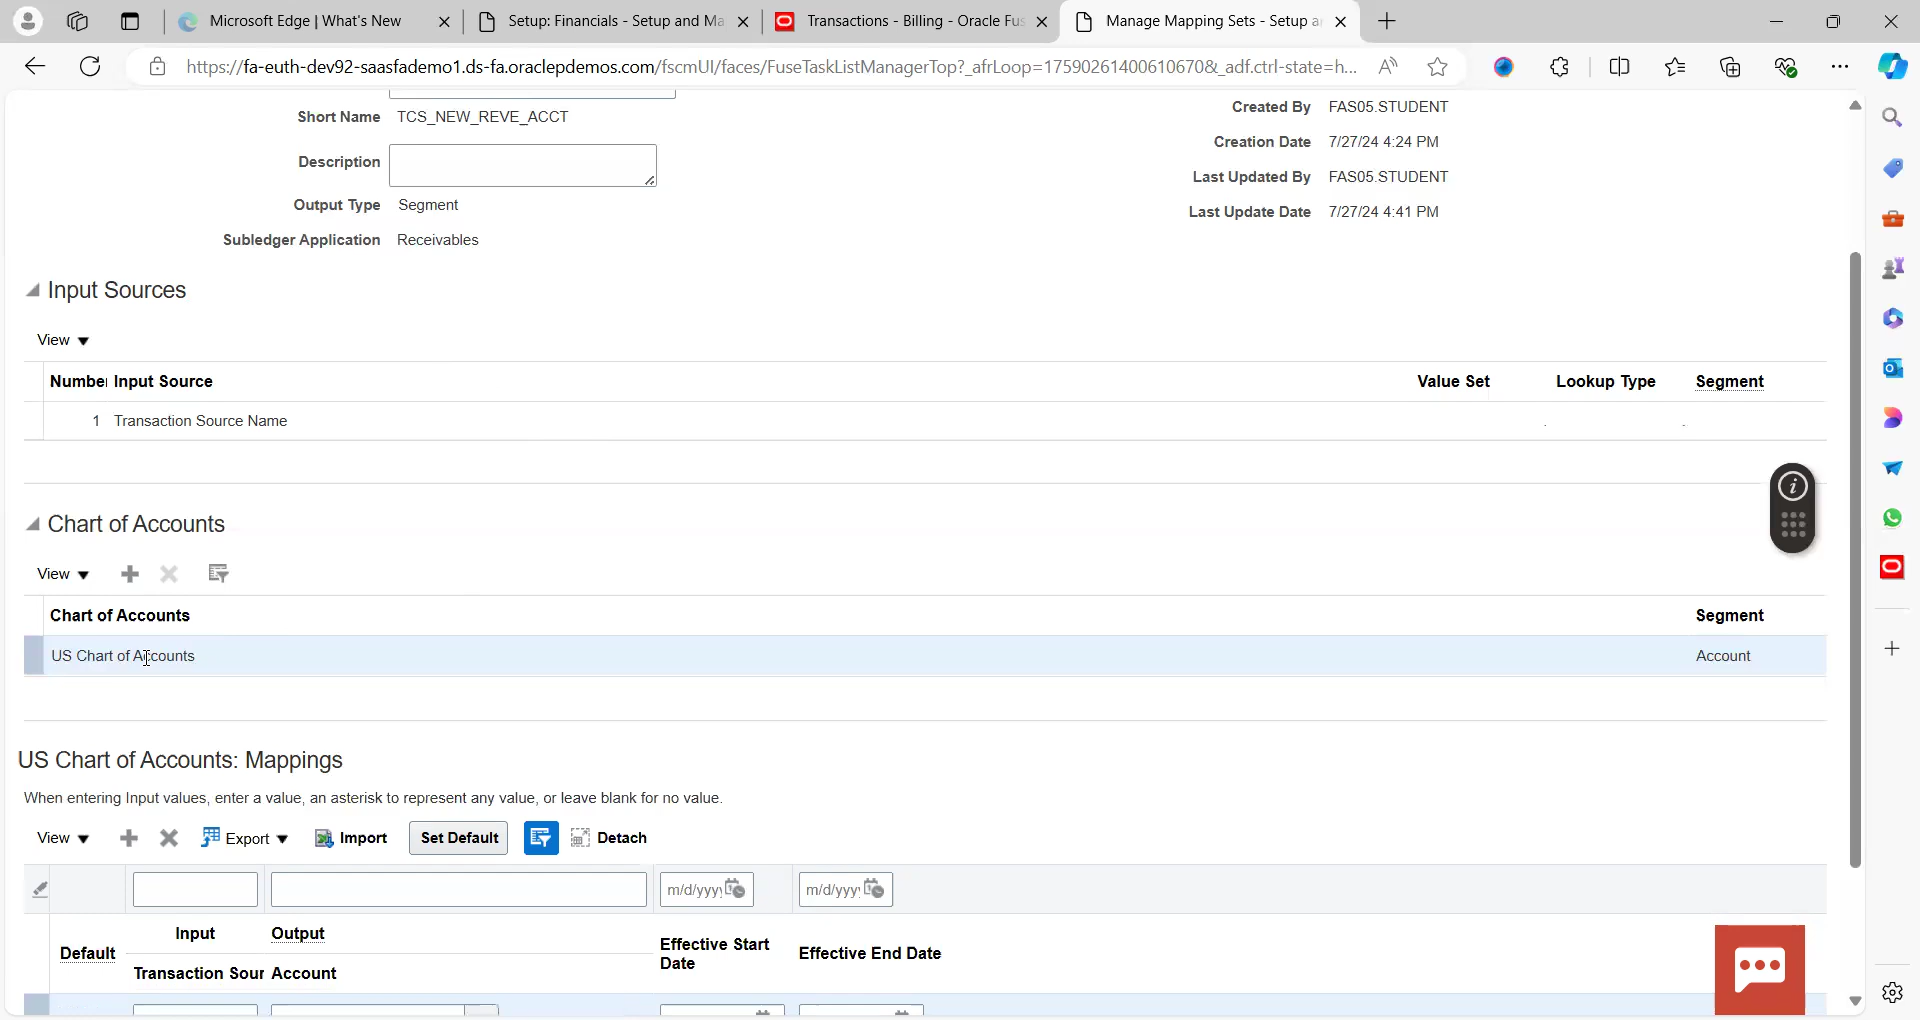 Microsoft Edge | What's New
Setup: Financials - Setup and Ma
Transactions - Billing - Oracle Fus
Manage Mapping Sets - Setup a
https://fa-euth-dev92-saasfademo1.ds-fa.oraclepdemos.com/fscmUI/faces/FuseTaskListManagerTop?_afrLoop=17590261400610670&_adf.ctrl-state=h...
Short Name TCS_NEW_REVE_ACCT
Description
Output Type Segment
Subledger Application Receivables
Created By FAS05.STUDENT
Creation Date 7/27/24 4:24 PM
Last Updated By FAS05.STUDENT
Last Update Date 7/27/24 4:41 PM
Input Sources
View
Number Input Source Value Set Lookup Type Segment
1 Transaction Source Name
Chart of Accounts
View
Chart of Accounts Segment
US Chart of Accounts Account
US Chart of Accounts: Mappings
When entering Input values, enter a value, an asterisk to represent any value, or leave blank for no value.
View Export Import Set Default Detach
m/d/yyyy m/d/yyyy
Default Input Output Effective Start Date Effective End Date
Transaction Sour Account